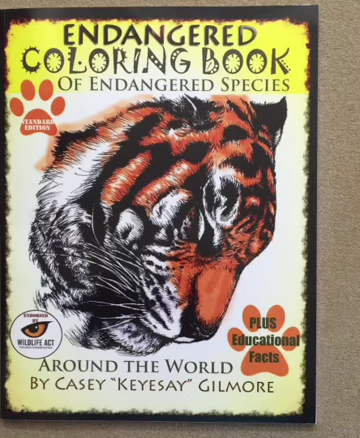 ENDANGERED
COLORING BOOK
OF ENDANGERED SPECIES
STANDARD
EDITION
ENDORSED
BY
WILDLIFE ACT
PLUS
Educational
Facts
AROUND THE WORLD
BY CASEY "KEYESAY" GILMORE